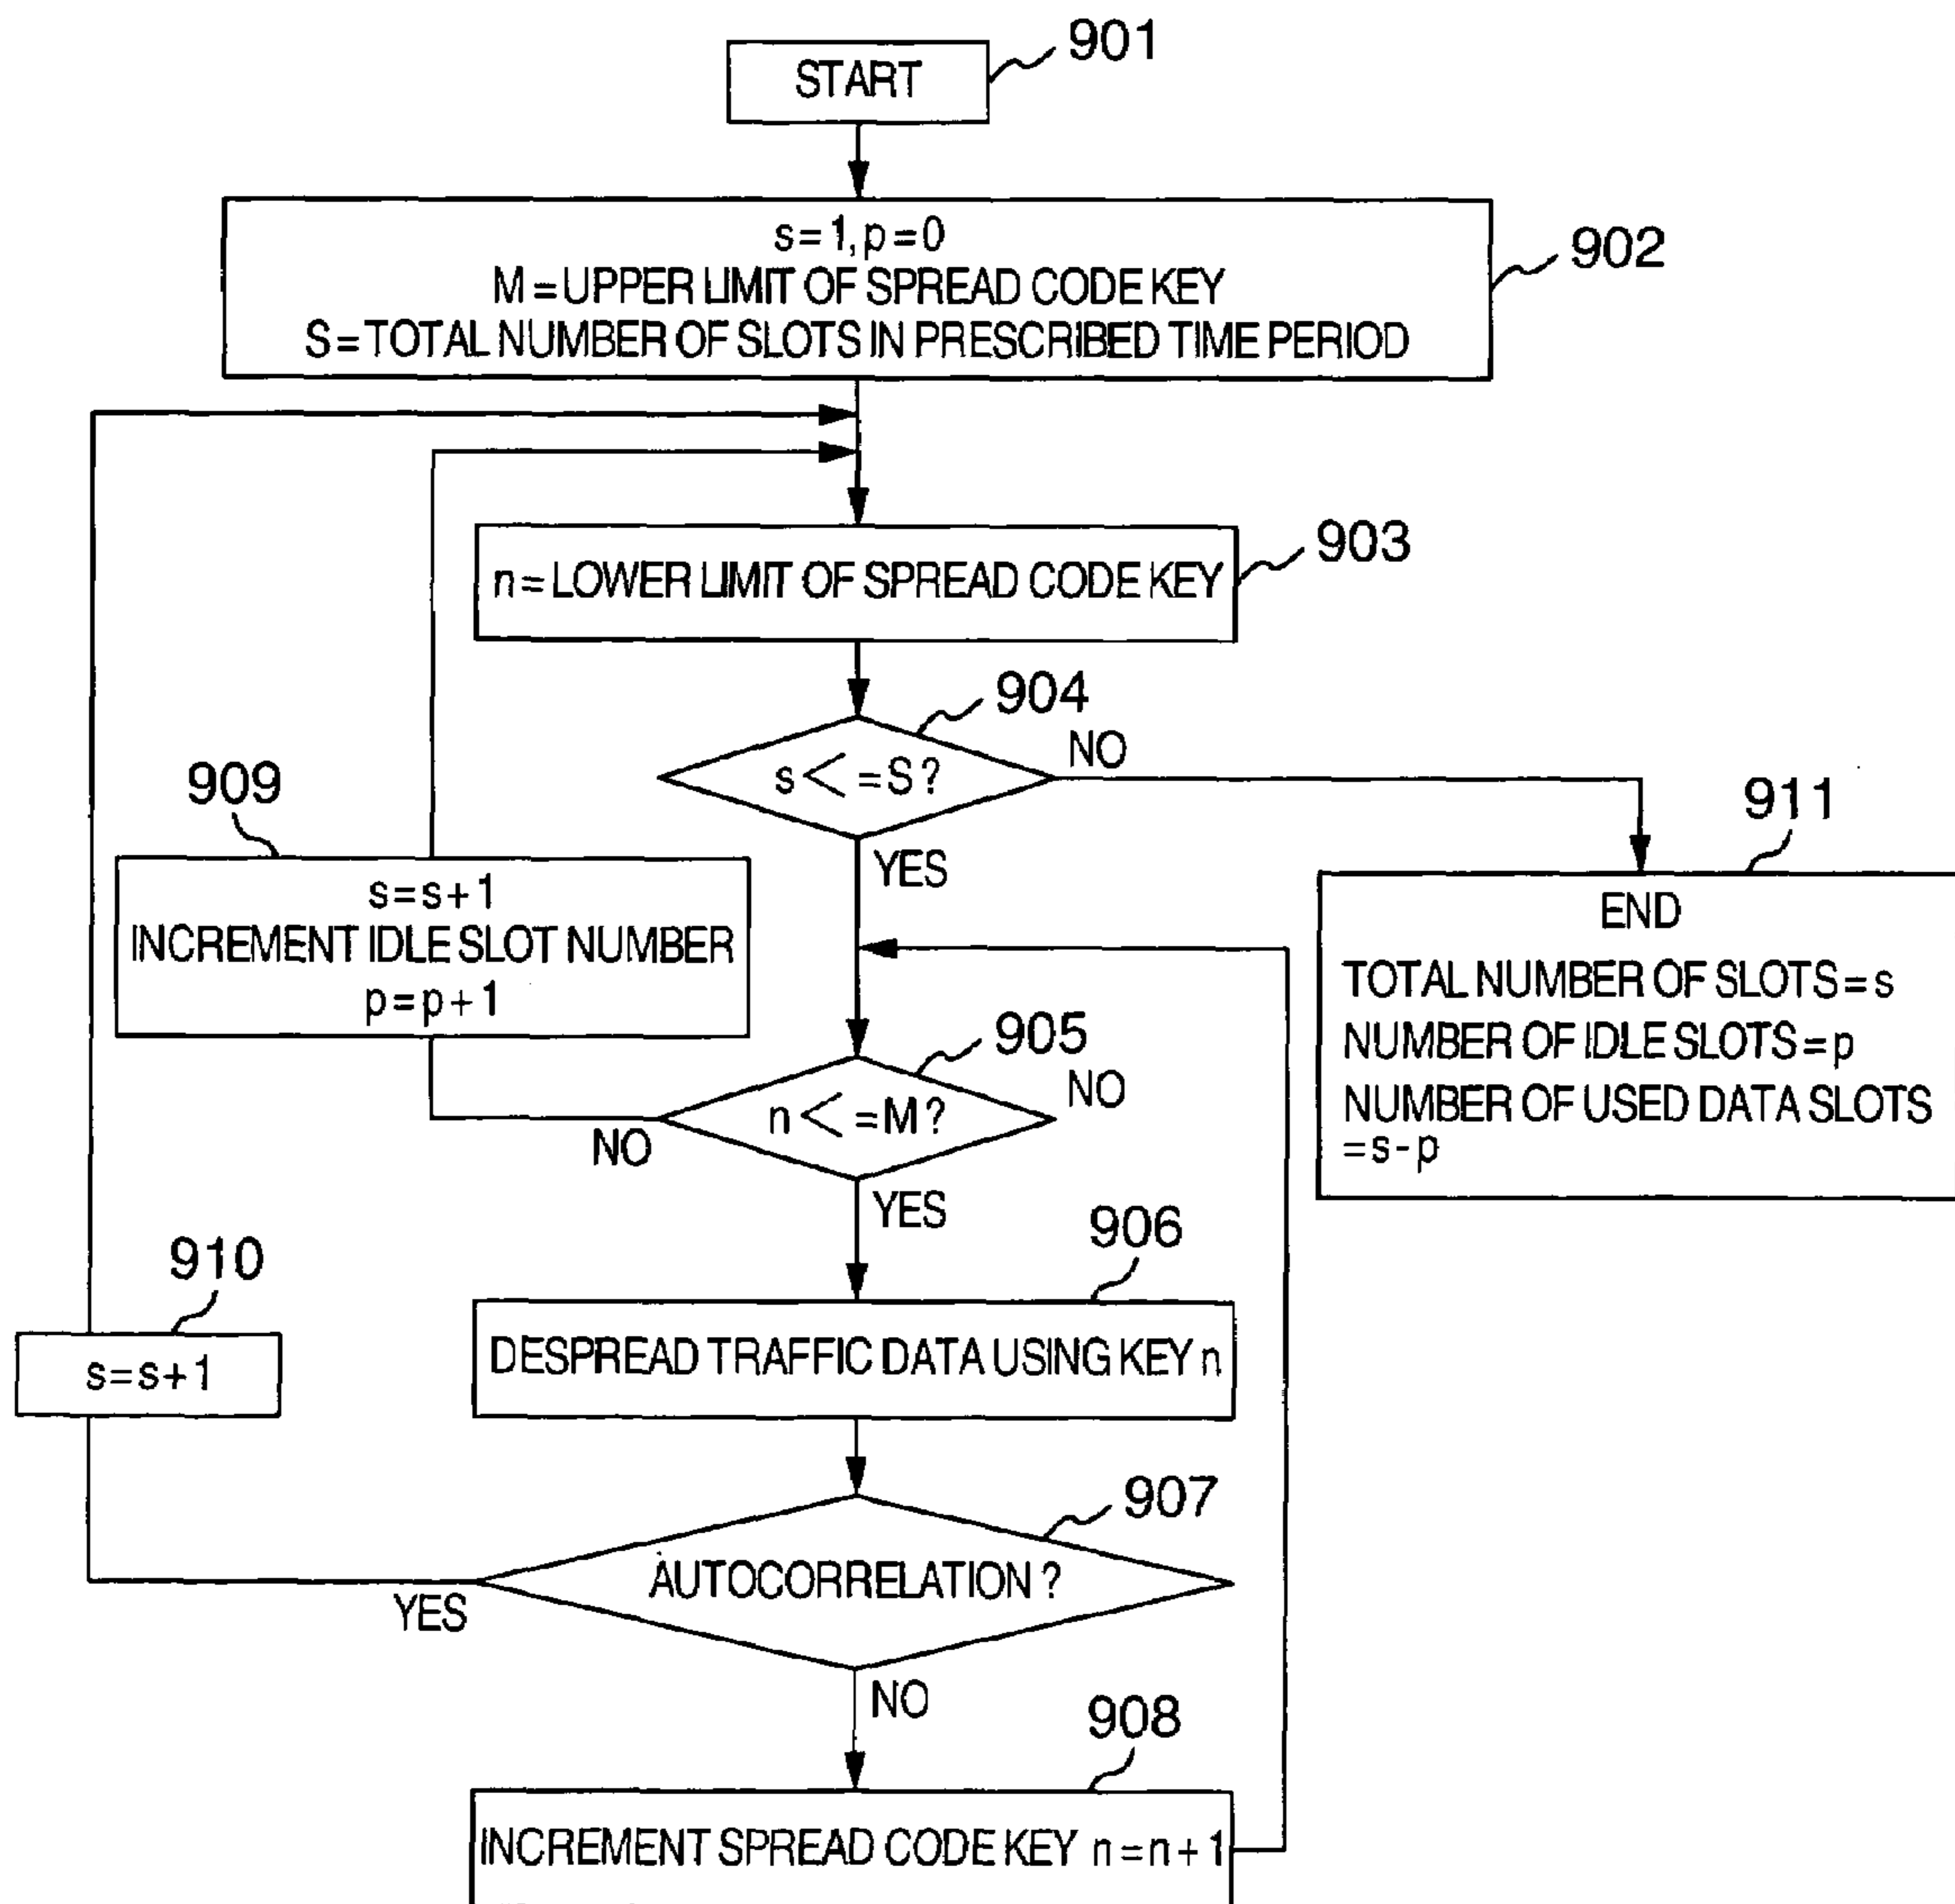 START
901
s=1, p=0
M=UPPER LIMIT OF SPREAD CODE KEY
S=TOTAL NUMBER OF SLOTS IN PRESCRIBED TIME PERIOD
902
n=LOWER LIMIT OF SPREAD CODE KEY
903
904
s<=S?
NO
YES
909
s=s+1
INCREMENT IDLE SLOT NUMBER
p=p+1
911
END
TOTAL NUMBER OF SLOTS=s
NUMBER OF IDLE SLOTS=p
NUMBER OF USED DATA SLOTS
=s-p
905
n<=M?
NO
NO
YES
906
DESPREAD TRAFFIC DATA USING KEY n
910
s=s+1
907
AUTOCORRELATION?
YES
NO
908
INCREMENT SPREAD CODE KEY n=n+1